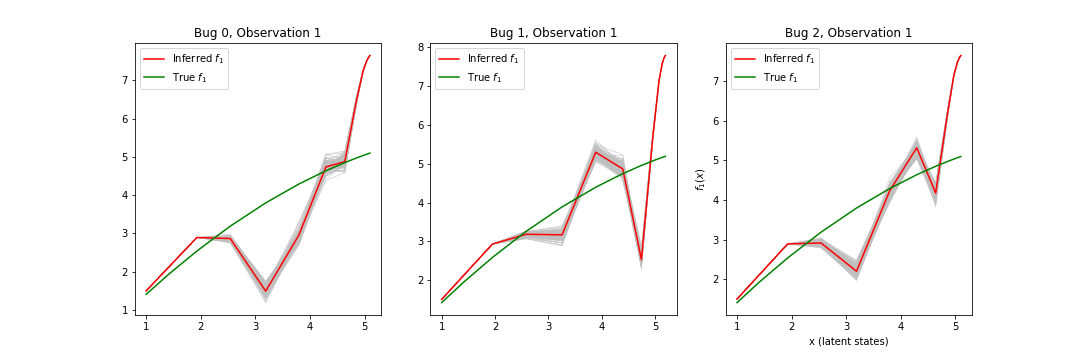 Bug 0, Observation 1
Inferred f₁
True f₁
7
6
5
4
3
2
1
1 2 3 4 5
Bug 1, Observation 1
Inferred f₁
True f₁
8
7
6
5
4
3
2
1 2 3 4 5
Bug 2, Observation 1
Inferred f₁
True f₁
f₁(x)
7
6
5
4
3
2
1 2 3 4 5
x (latent states)